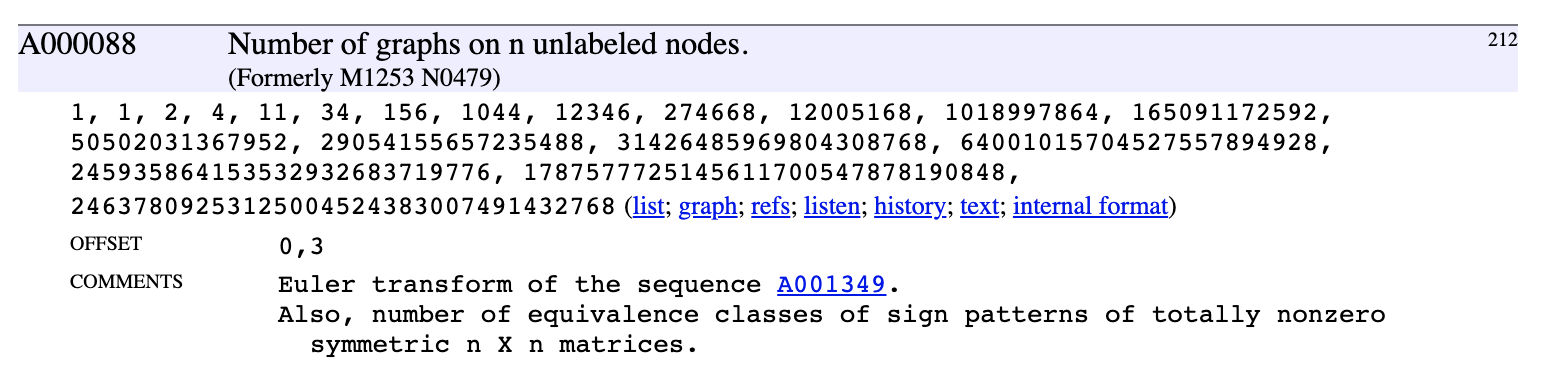 A000088 Number of graphs on n unlabeled nodes. 212
(Formerly M1253 N0479)
1, 1, 2, 4, 11, 34, 156, 1044, 12346, 274668, 12005168, 1018997864, 165091172592,
50502031367952, 29054155657235488, 31426485969804308768, 64001015704527557894928,
245935864153532932683719776, 1787577725145611700547878190848,
24637809253125004524383007491432768 (list; graph; refs; listen; history; text; internal format)
OFFSET 0,3
COMMENTS Euler transform of the sequence A001349.
Also, number of equivalence classes of sign patterns of totally nonzero
symmetric n X n matrices.